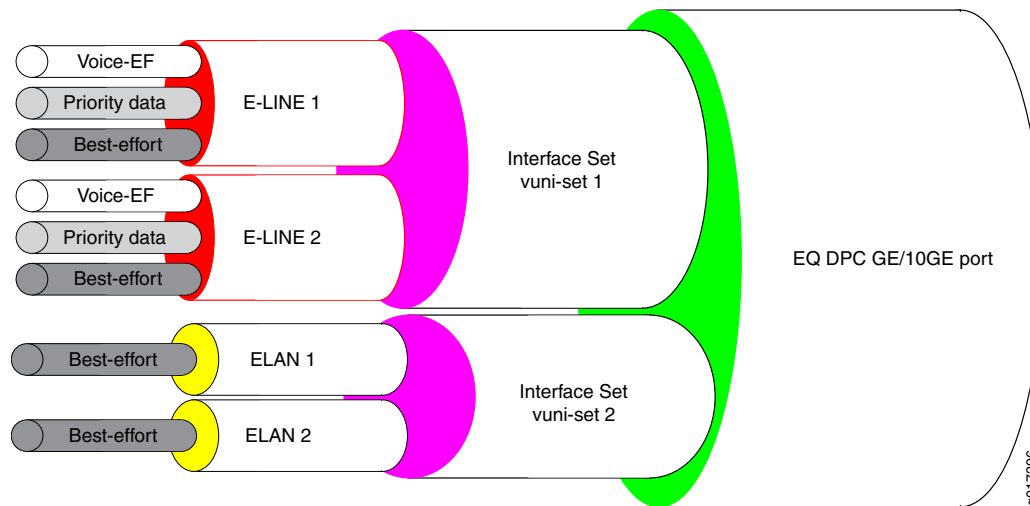 Voice-EF
Priority data
Best-effort
E-LINE 1
Voice-EF
Priority data
Best-effort
E-LINE 2
Interface Set
vuni-set 1
EQ DPC GE/10GE port
Best-effort
ELAN 1
Best-effort
ELAN 2
Interface Set
vuni-set 2